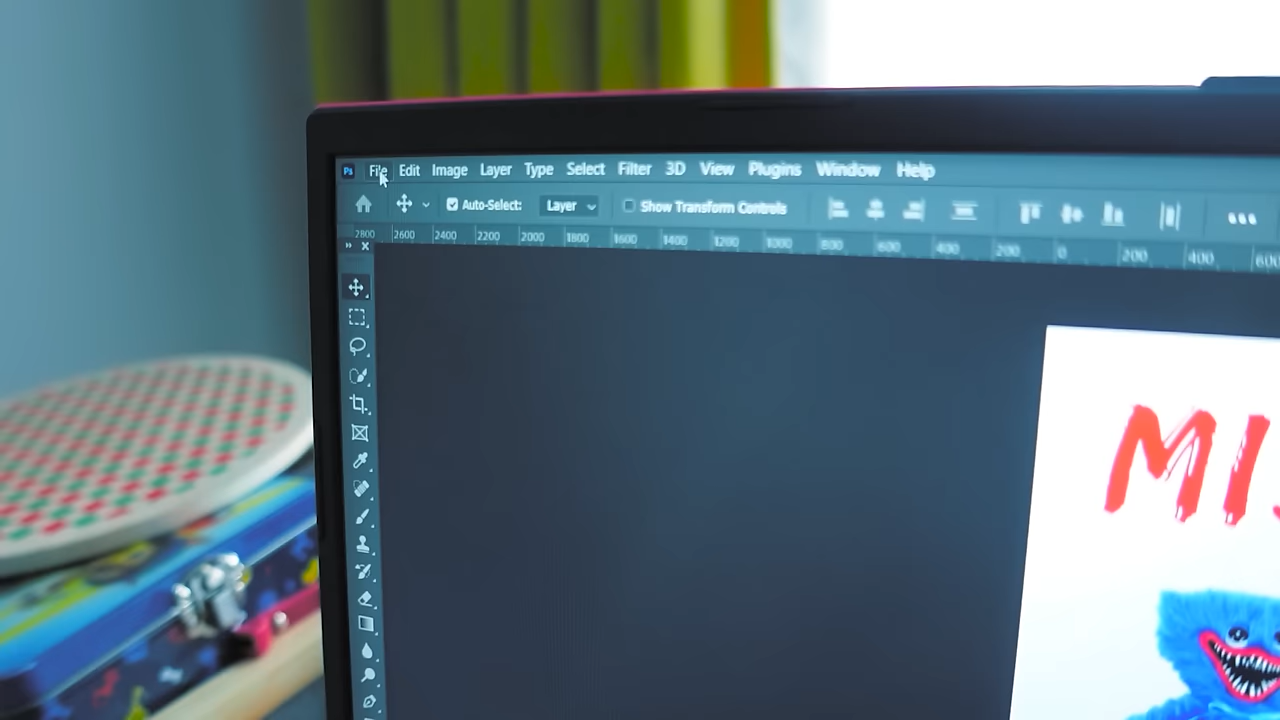 Ps File Edit Image Layer Type Select Filter 3D View Plugins Window Help
Auto-Select: Layer Show Transform Controls
2800 2600 2400 2200 2000 1800 1600 1400 1200 1000 800 600 400 200 0 200 400 600
MI